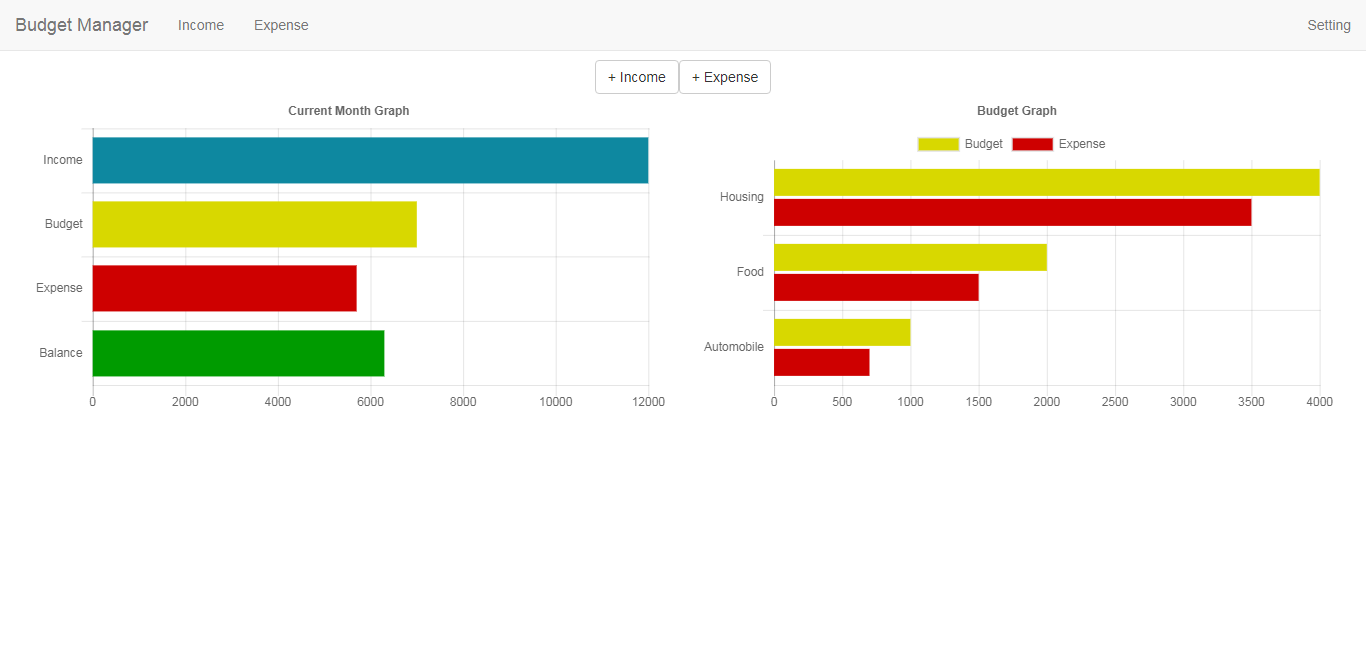 Budget Manager Income Expense Setting
+ Income + Expense
Current Month Graph
Income
Budget
Expense
Balance
0 2000 4000 6000 8000 10000 12000
Budget Graph
Budget Expense
Housing
Food
Automobile
0 500 1000 1500 2000 2500 3000 3500 4000